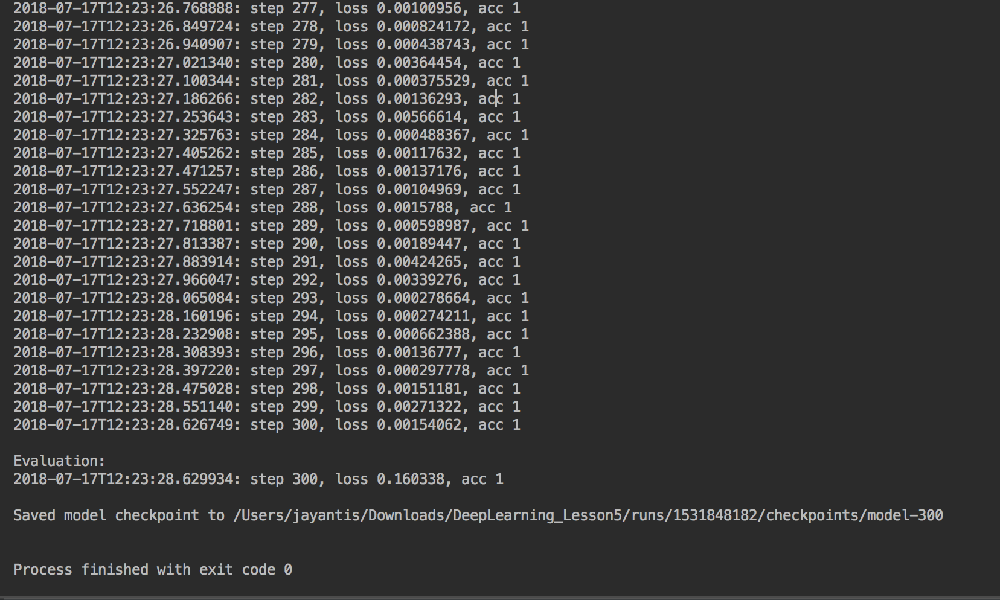 2018-07-17T12:23:26.768888: step 277, loss 0.00100956, acc 1
2018-07-17T12:23:26.849724: step 278, loss 0.000824172, acc 1
2018-07-17T12:23:26.940907: step 279, loss 0.000438743, acc 1
2018-07-17T12:23:27.021340: step 280, loss 0.00364454, acc 1
2018-07-17T12:23:27.100344: step 281, loss 0.000375529, acc 1
2018-07-17T12:23:27.186266: step 282, loss 0.00136293, acc 1
2018-07-17T12:23:27.253643: step 283, loss 0.00566614, acc 1
2018-07-17T12:23:27.325763: step 284, loss 0.000488367, acc 1
2018-07-17T12:23:27.405262: step 285, loss 0.00117632, acc 1
2018-07-17T12:23:27.471257: step 286, loss 0.00137176, acc 1
2018-07-17T12:23:27.552247: step 287, loss 0.00104969, acc 1
2018-07-17T12:23:27.636254: step 288, loss 0.0015788, acc 1
2018-07-17T12:23:27.718801: step 289, loss 0.000598987, acc 1
2018-07-17T12:23:27.813387: step 290, loss 0.00189447, acc 1
2018-07-17T12:23:27.883914: step 291, loss 0.00424265, acc 1
2018-07-17T12:23:27.966047: step 292, loss 0.00339276, acc 1
2018-07-17T12:23:28.065084: step 293, loss 0.000278664, acc 1
2018-07-17T12:23:28.160196: step 294, loss 0.000274211, acc 1
2018-07-17T12:23:28.232908: step 295, loss 0.000662388, acc 1
2018-07-17T12:23:28.308393: step 296, loss 0.00136777, acc 1
2018-07-17T12:23:28.397220: step 297, loss 0.000297778, acc 1
2018-07-17T12:23:28.475028: step 298, loss 0.00151181, acc 1
2018-07-17T12:23:28.551140: step 299, loss 0.00271322, acc 1
2018-07-17T12:23:28.626749: step 300, loss 0.00154062, acc 1
Evaluation:
2018-07-17T12:23:28.629934: step 300, loss 0.160338, acc 1
Saved model checkpoint to /Users/jayantis/Downloads/DeepLearning_Lesson5/runs/1531848182/checkpoints/model-300
Process finished with exit code 0